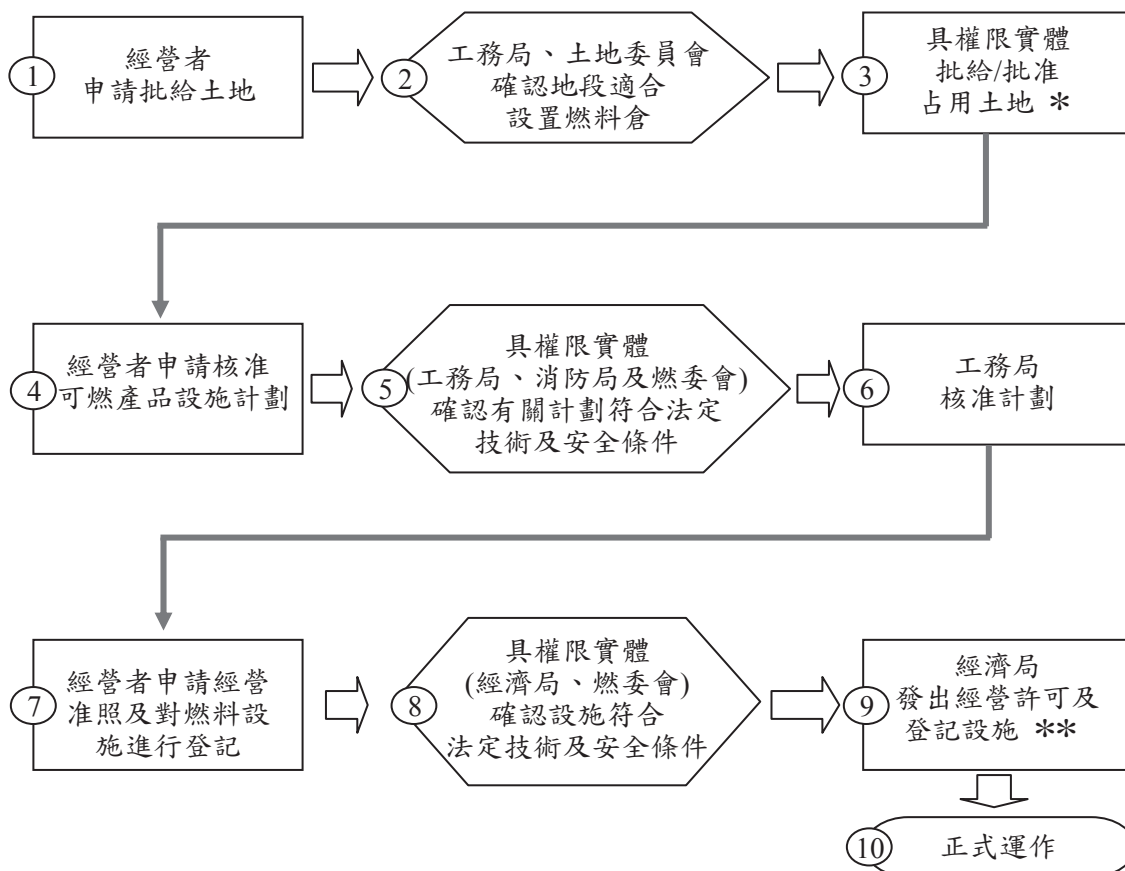 1
經營者
申請批給土地
2
工務局、土地委員會
確認地段適合
設置燃料倉
3
具權限實體
批給/批准
占用土地 *
4
經營者申請核准
可燃產品設施計劃
5
具權限實體
(工務局、消防局及燃委會)
確認有關計劃符合法定
技術及安全條件
6
工務局
核准計劃
7
經營者申請經營
准照及對燃料設
施進行登記
8
具權限實體
(經濟局、燃委會)
確認設施符合
法定技術及安全條件
9
經濟局
發出經營許可及
登記設施 **
10
正式運作